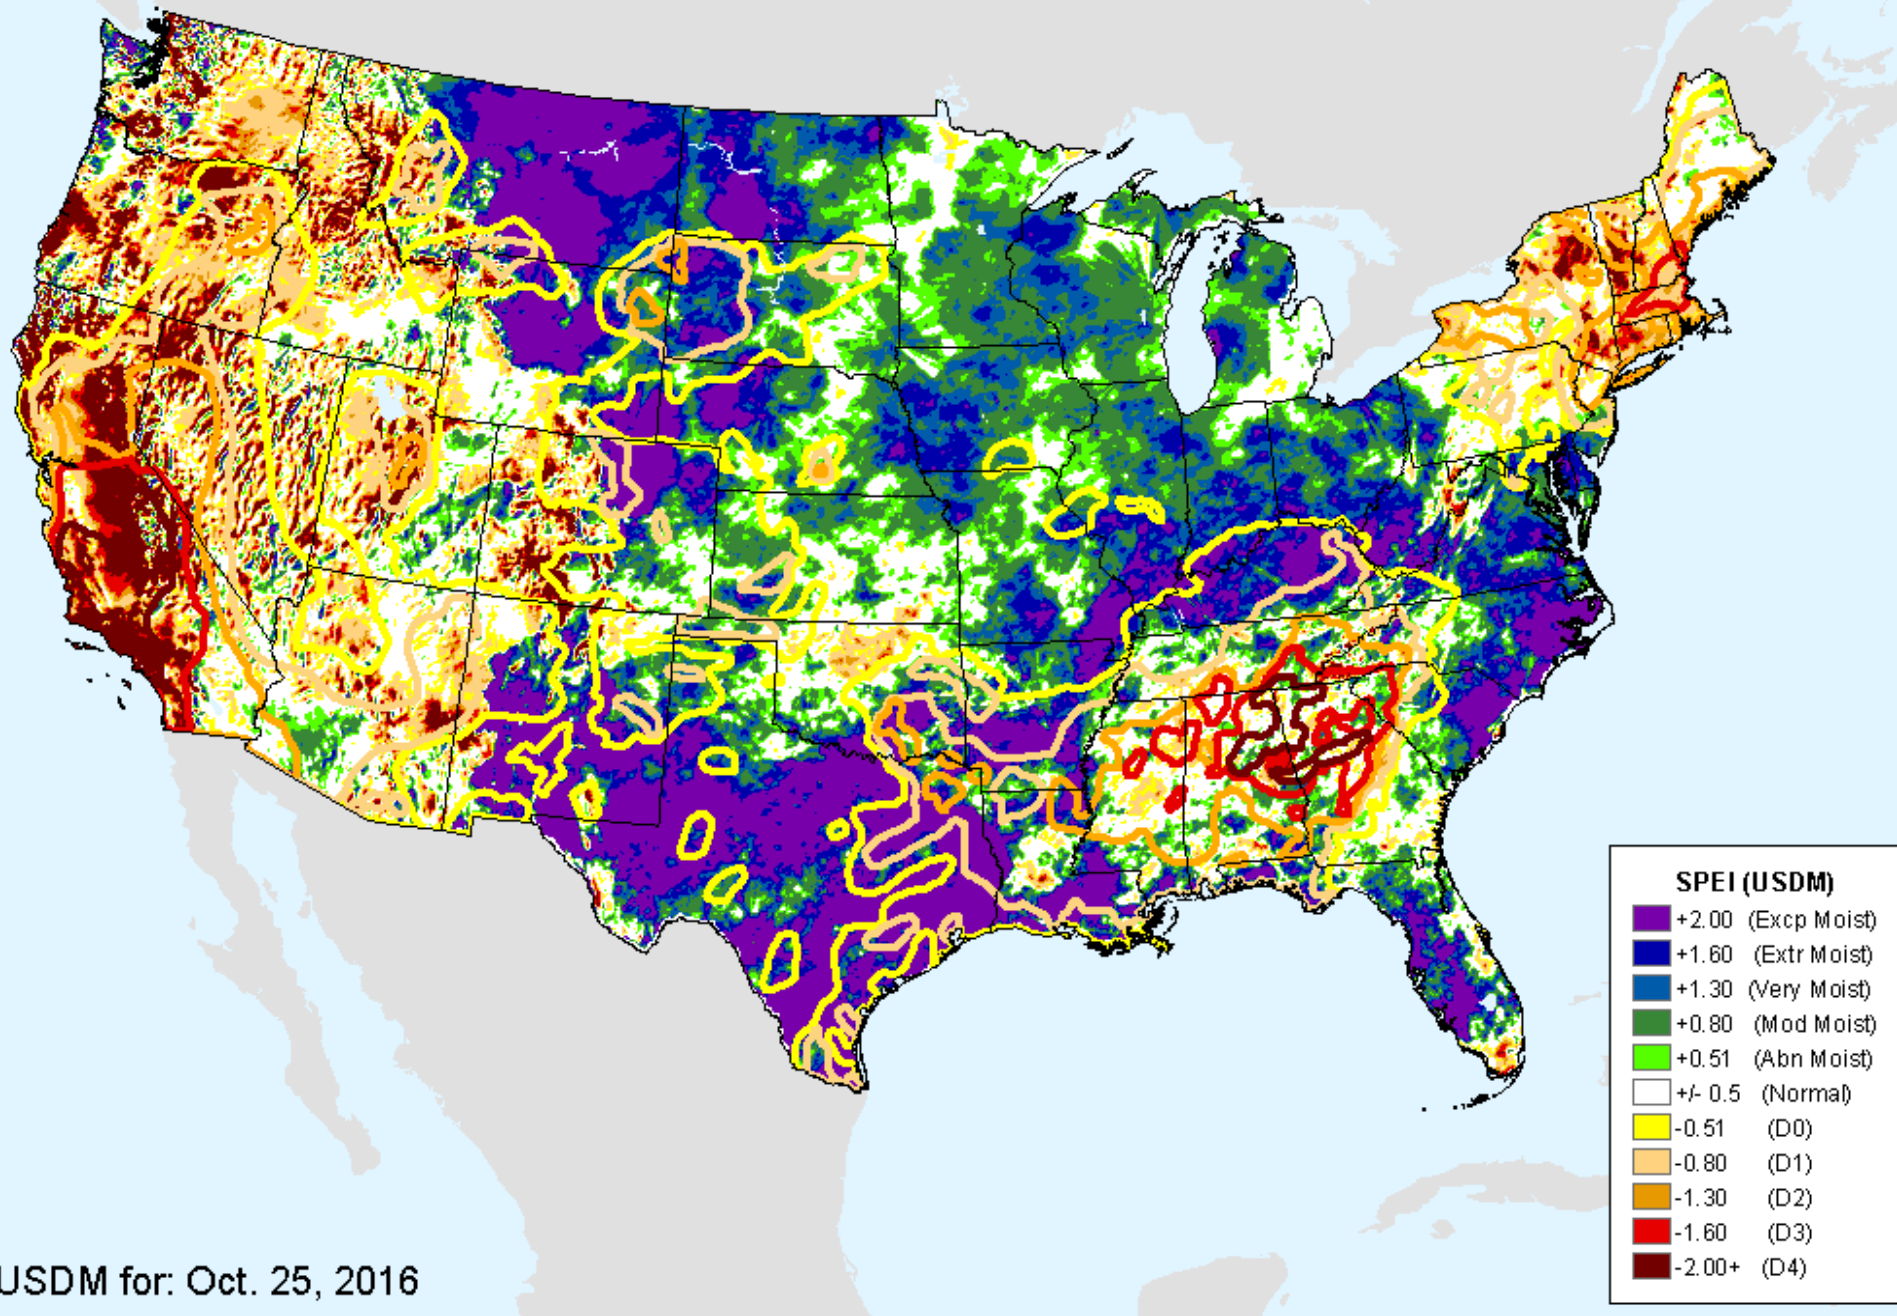 SPEI (USDM)
+2.00 (Excp Moist)
+1.60 (Extr Moist)
+1.30 (Very Moist)
+0.80 (Mod Moist)
+0.51 (Abn Moist)
+/- 0.5 (Normal)
-0.51 (D0)
-0.80 (D1)
-1.30 (D2)
-1.60 (D3)
-2.00+ (D4)
USDM for: Oct. 25, 2016